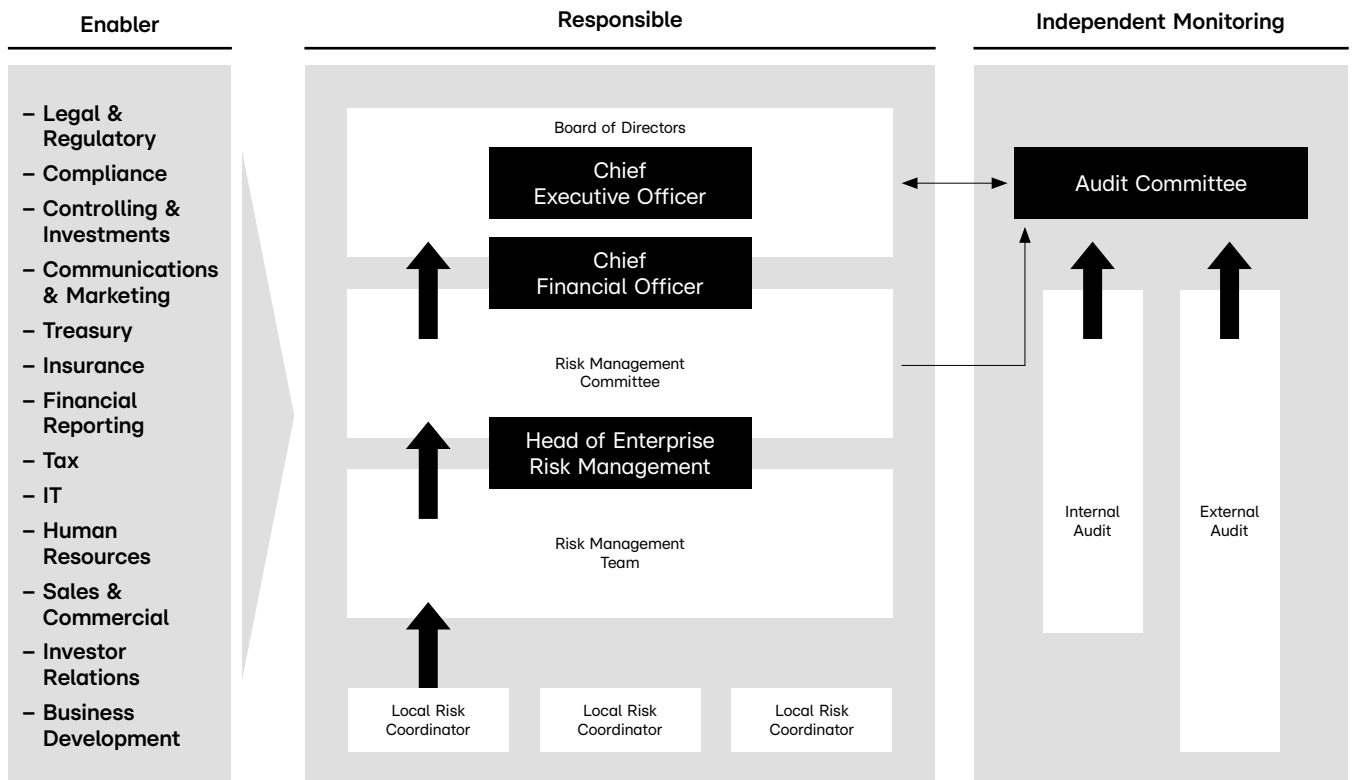 Enabler
– Legal &
Regulatory
– Compliance
– Controlling &
Investments
– Communications
& Marketing
– Treasury
– Insurance
– Financial
Reporting
– Tax
– IT
– Human
Resources
– Sales &
Commercial
– Investor
Relations
– Business
Development
Responsible
Board of Directors
Chief
Executive Officer
Chief
Financial Officer
Risk Management
Committee
Head of Enterprise
Risk Management
Risk Management
Team
Local Risk
Coordinator
Local Risk
Coordinator
Local Risk
Coordinator
Independent Monitoring
Audit Committee
Internal
Audit
External
Audit